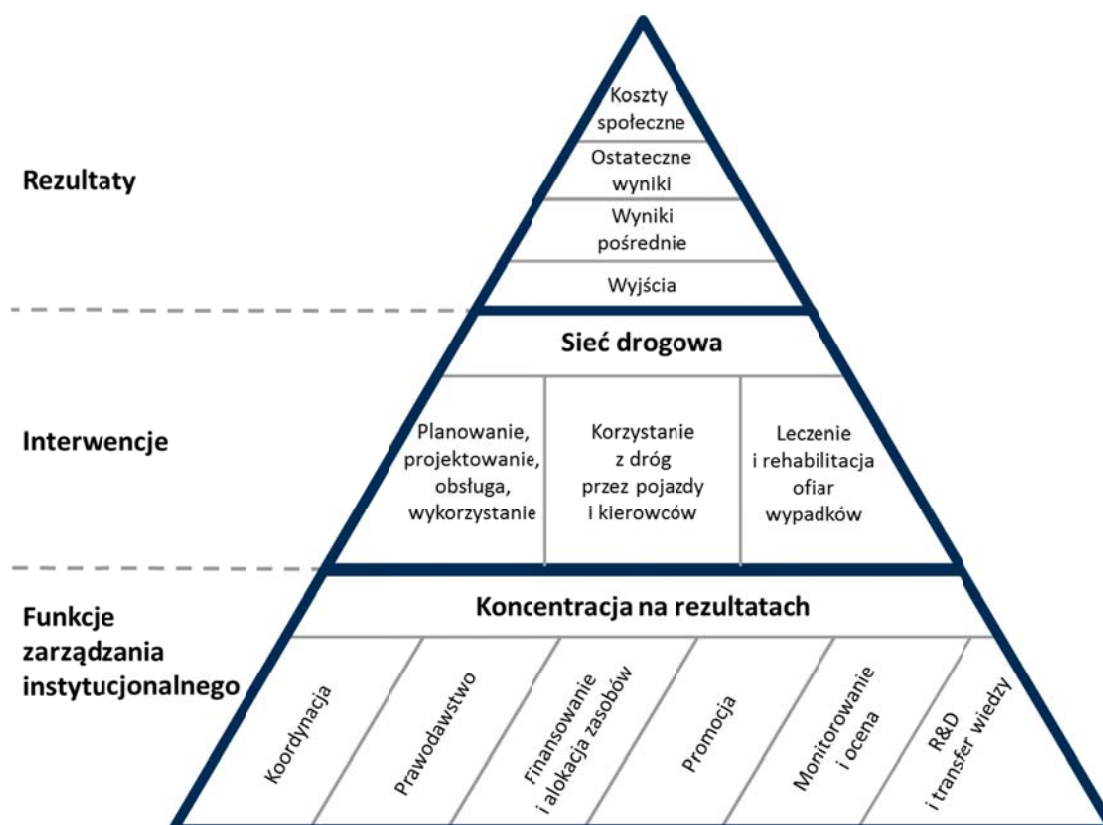 Koszty
społeczne
Rezultaty
Ostateczne
wyniki
Wyniki
pośrednie
Wyjścia
Sieć drogowa
Interwencje
Planowanie,
projektowanie,
obsługa,
wykorzystanie
Korzystanie
z dróg
przez pojazdy
i kierowców
Leczenie
i rehabilitacja
ofiar
wypadków
Funkcje
zarządzania
instytucjonalnego
Koncentracja na rezultatach
Koordynacja
Prawodawstwo
Finansowanie
i alokacja zasobów
Promocja
Monitorowanie
i ocena
R&D
i transfer wiedzy